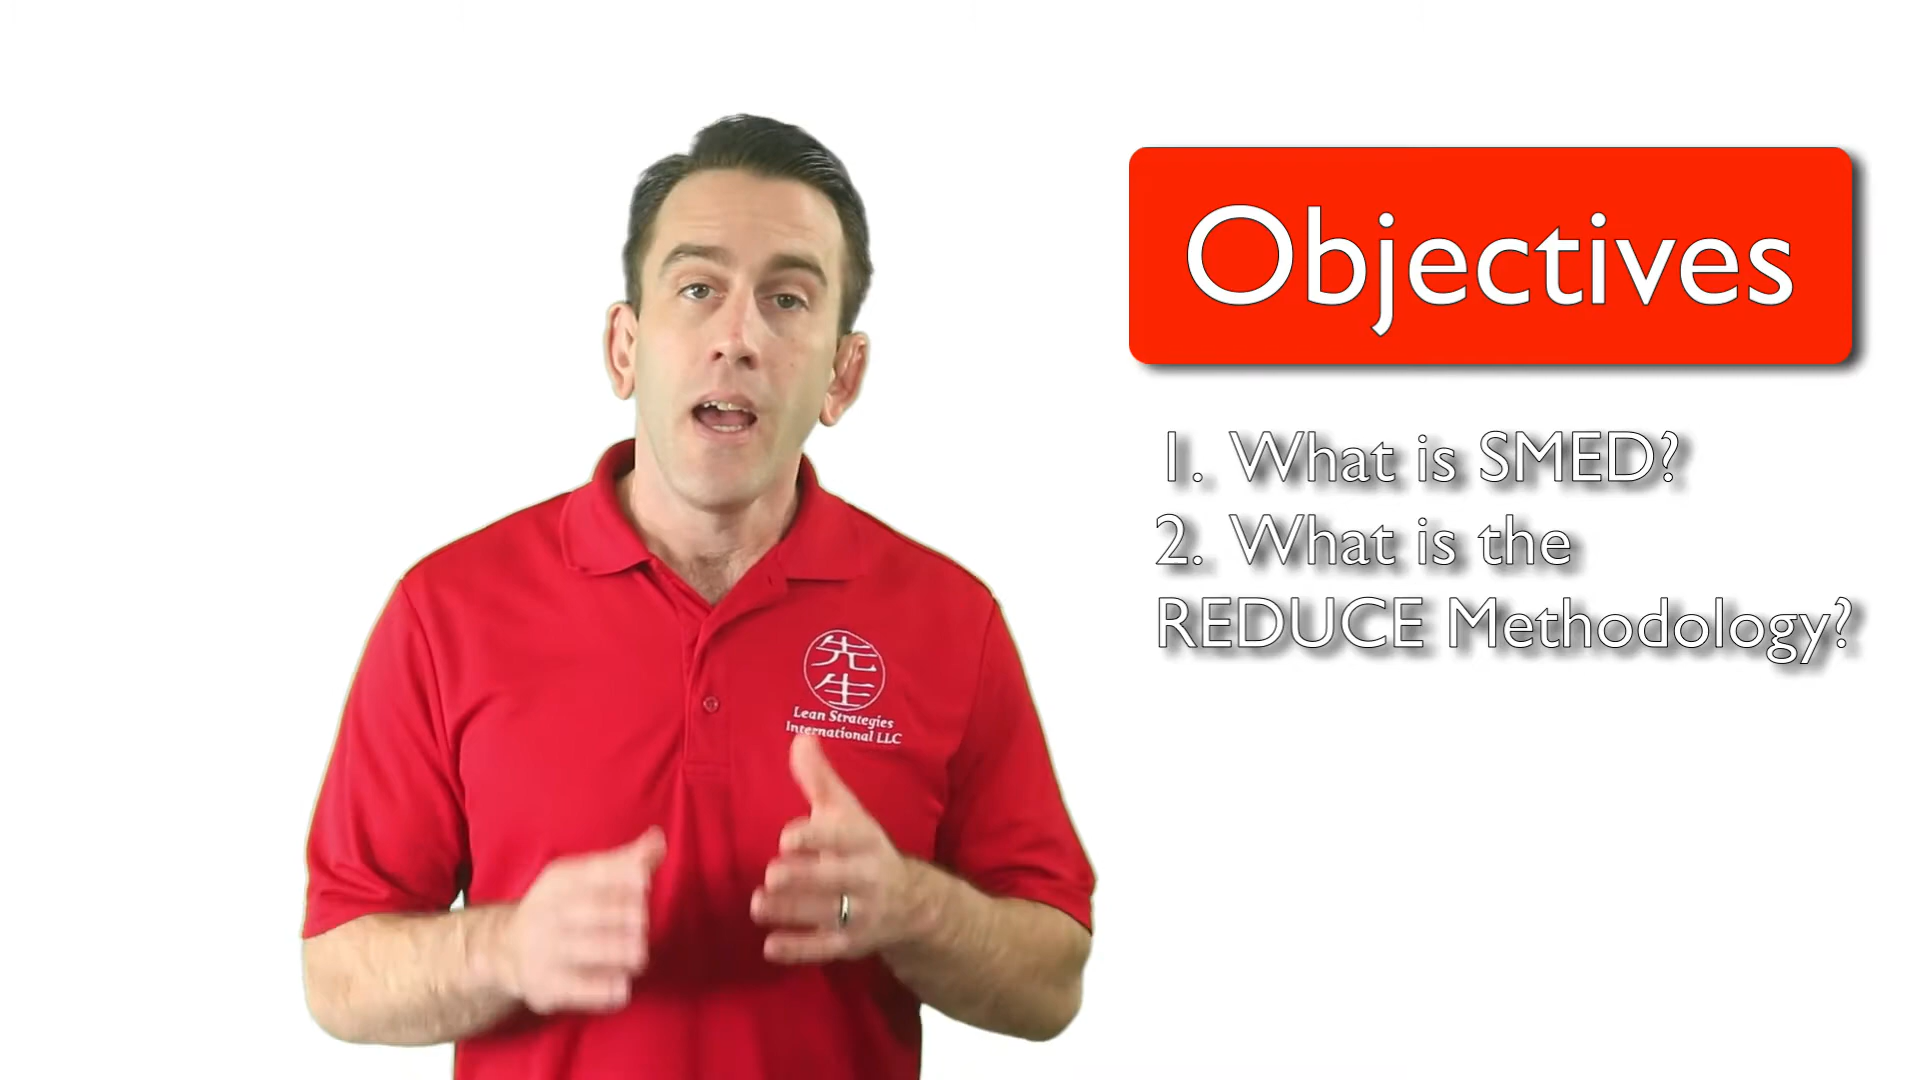 Objectives
1. What is SMED?
2. What is the
REDUCE Methodology?
先
生
Lean Strategies
International LLC